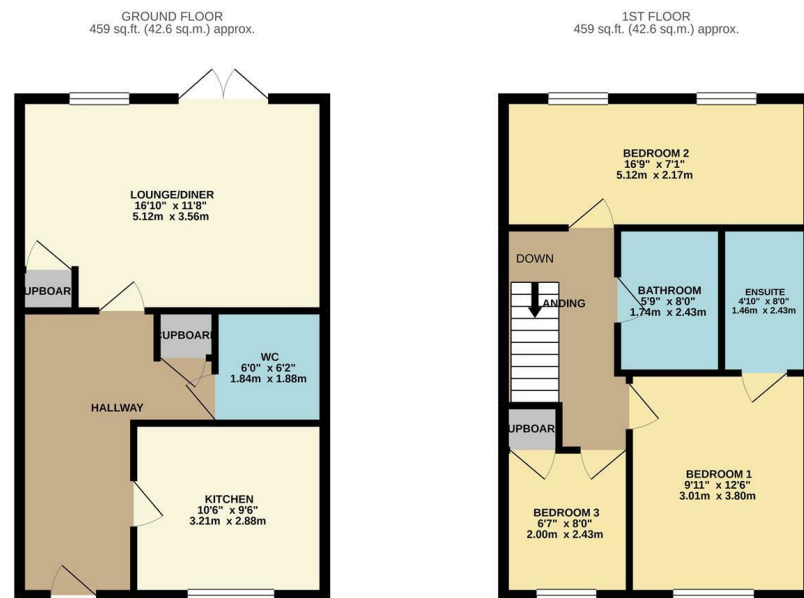 GROUND FLOOR
459 sq.ft. (42.6 sq.m.) approx.
LOUNGE/DINER
16'10" x 11'8"
5.12m x 3.56m
UPBOAR
CUPBOARD
WC
6'0" x 6'2"
1.84m x 1.88m
HALLWAY
KITCHEN
10'6" x 9'6"
3.21m x 2.88m
1ST FLOOR
459 sq.ft. (42.6 sq.m.) approx.
BEDROOM 2
16'9" x 7'1"
5.12m x 2.17m
DOWN
ANDING
BATHROOM
5'9" x 8'0"
1.74m x 2.43m
ENSUITE
4'10" x 8'0"
1.46m x 2.43m
UPBOAR
BEDROOM 1
9'11" x 12'6"
3.01m x 3.80m
BEDROOM 3
6'7" x 8'0"
2.00m x 2.43m